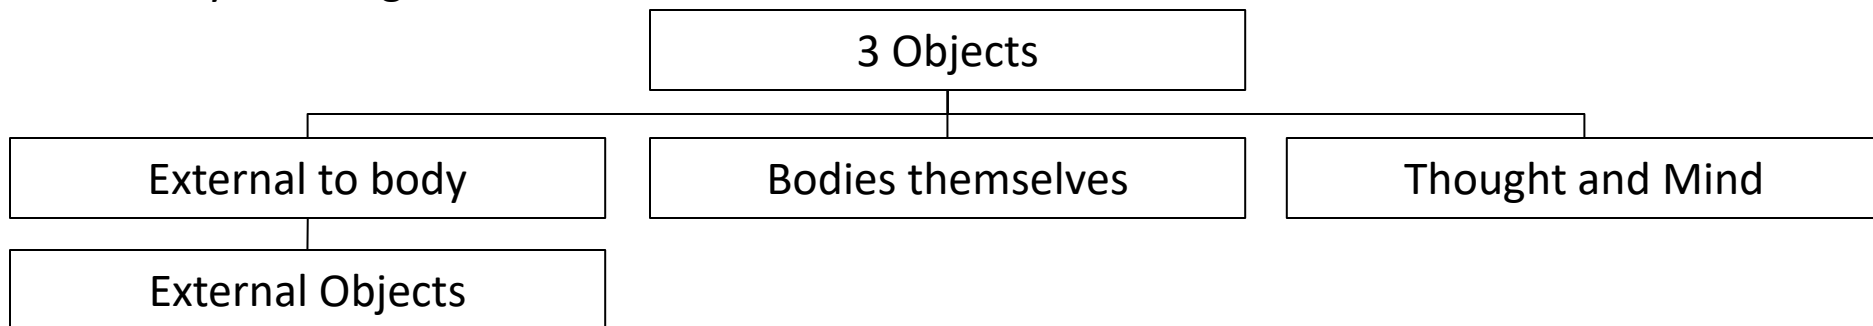 3 Objects
External to body
Bodies themselves
Thought and Mind
External Objects